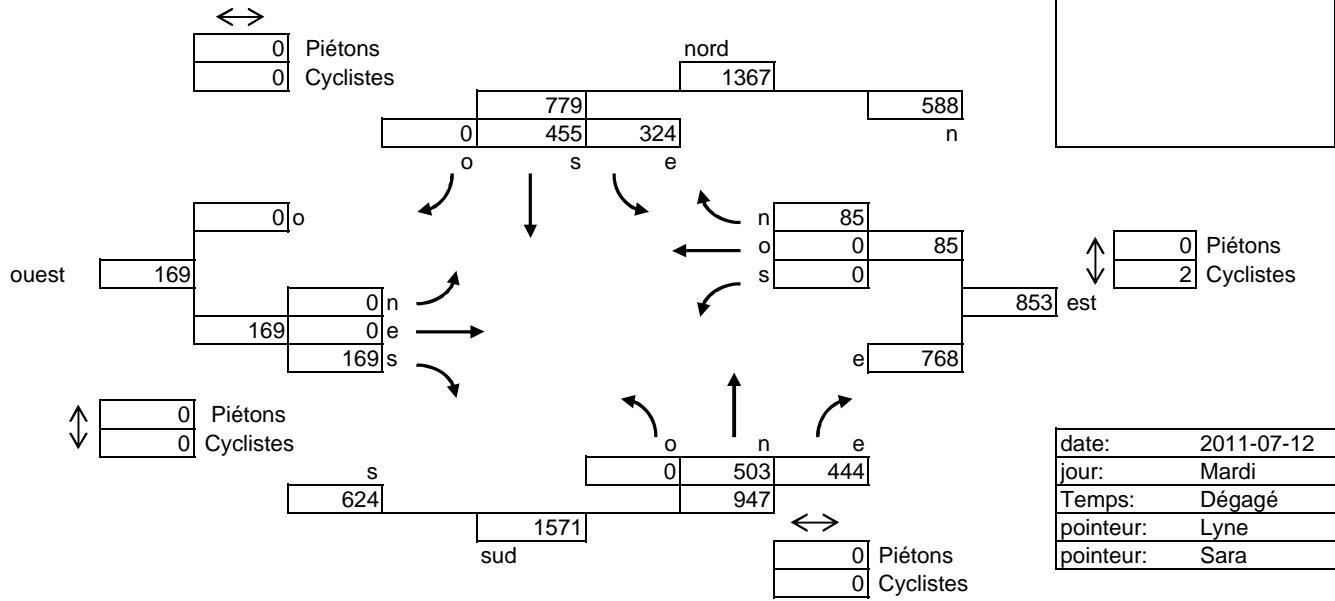 0 Piétons
nord
0 Cyclistes
1367
779
588
0 455 324
n
o s e
0 o
n 85
o 0 85
0 Piétons
ouest 169
s 0
2 Cyclistes
0 n
853 est
169 0 e
169 s
e 768
0 Piétons
0 Cyclistes
o n e
date: 2011-07-12
s
0 503 444
jour: Mardi
624
947
Temps: Dégagé
1571
pointeur: Lyne
sud
0 Piétons
pointeur: Sara
0 Cyclistes